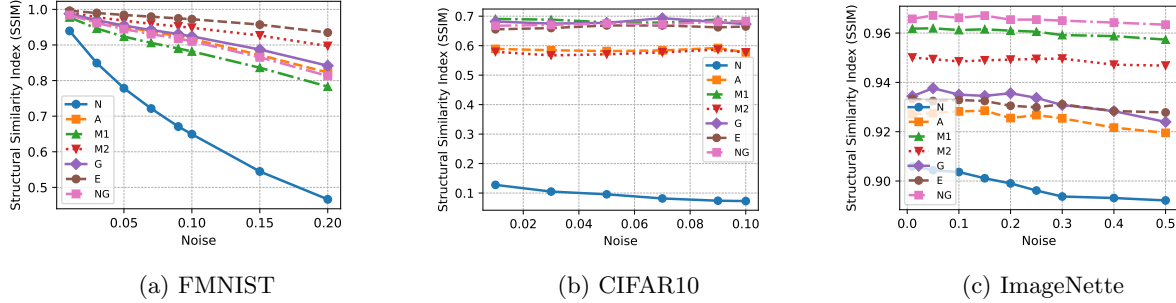 Structural Similarity Index (SSIM)
1.0
0.9
0.8
0.7
0.6
0.5
N
A
M1
M2
G
E
NG
0.05
0.10
0.15
0.20
Noise
(a) FMNIST
Structural Similarity Index (SSIM)
0.7
0.6
0.5
0.4
0.3
0.2
0.1
N
A
M1
M2
G
E
NG
0.02
0.04
0.06
0.08
0.10
Noise
(b) CIFAR10
Structural Similarity Index (SSIM)
0.96
0.94
0.92
0.90
N
A
M1
M2
G
E
NG
0.0
0.1
0.2
0.3
0.4
0.5
Noise
(c) ImageNette